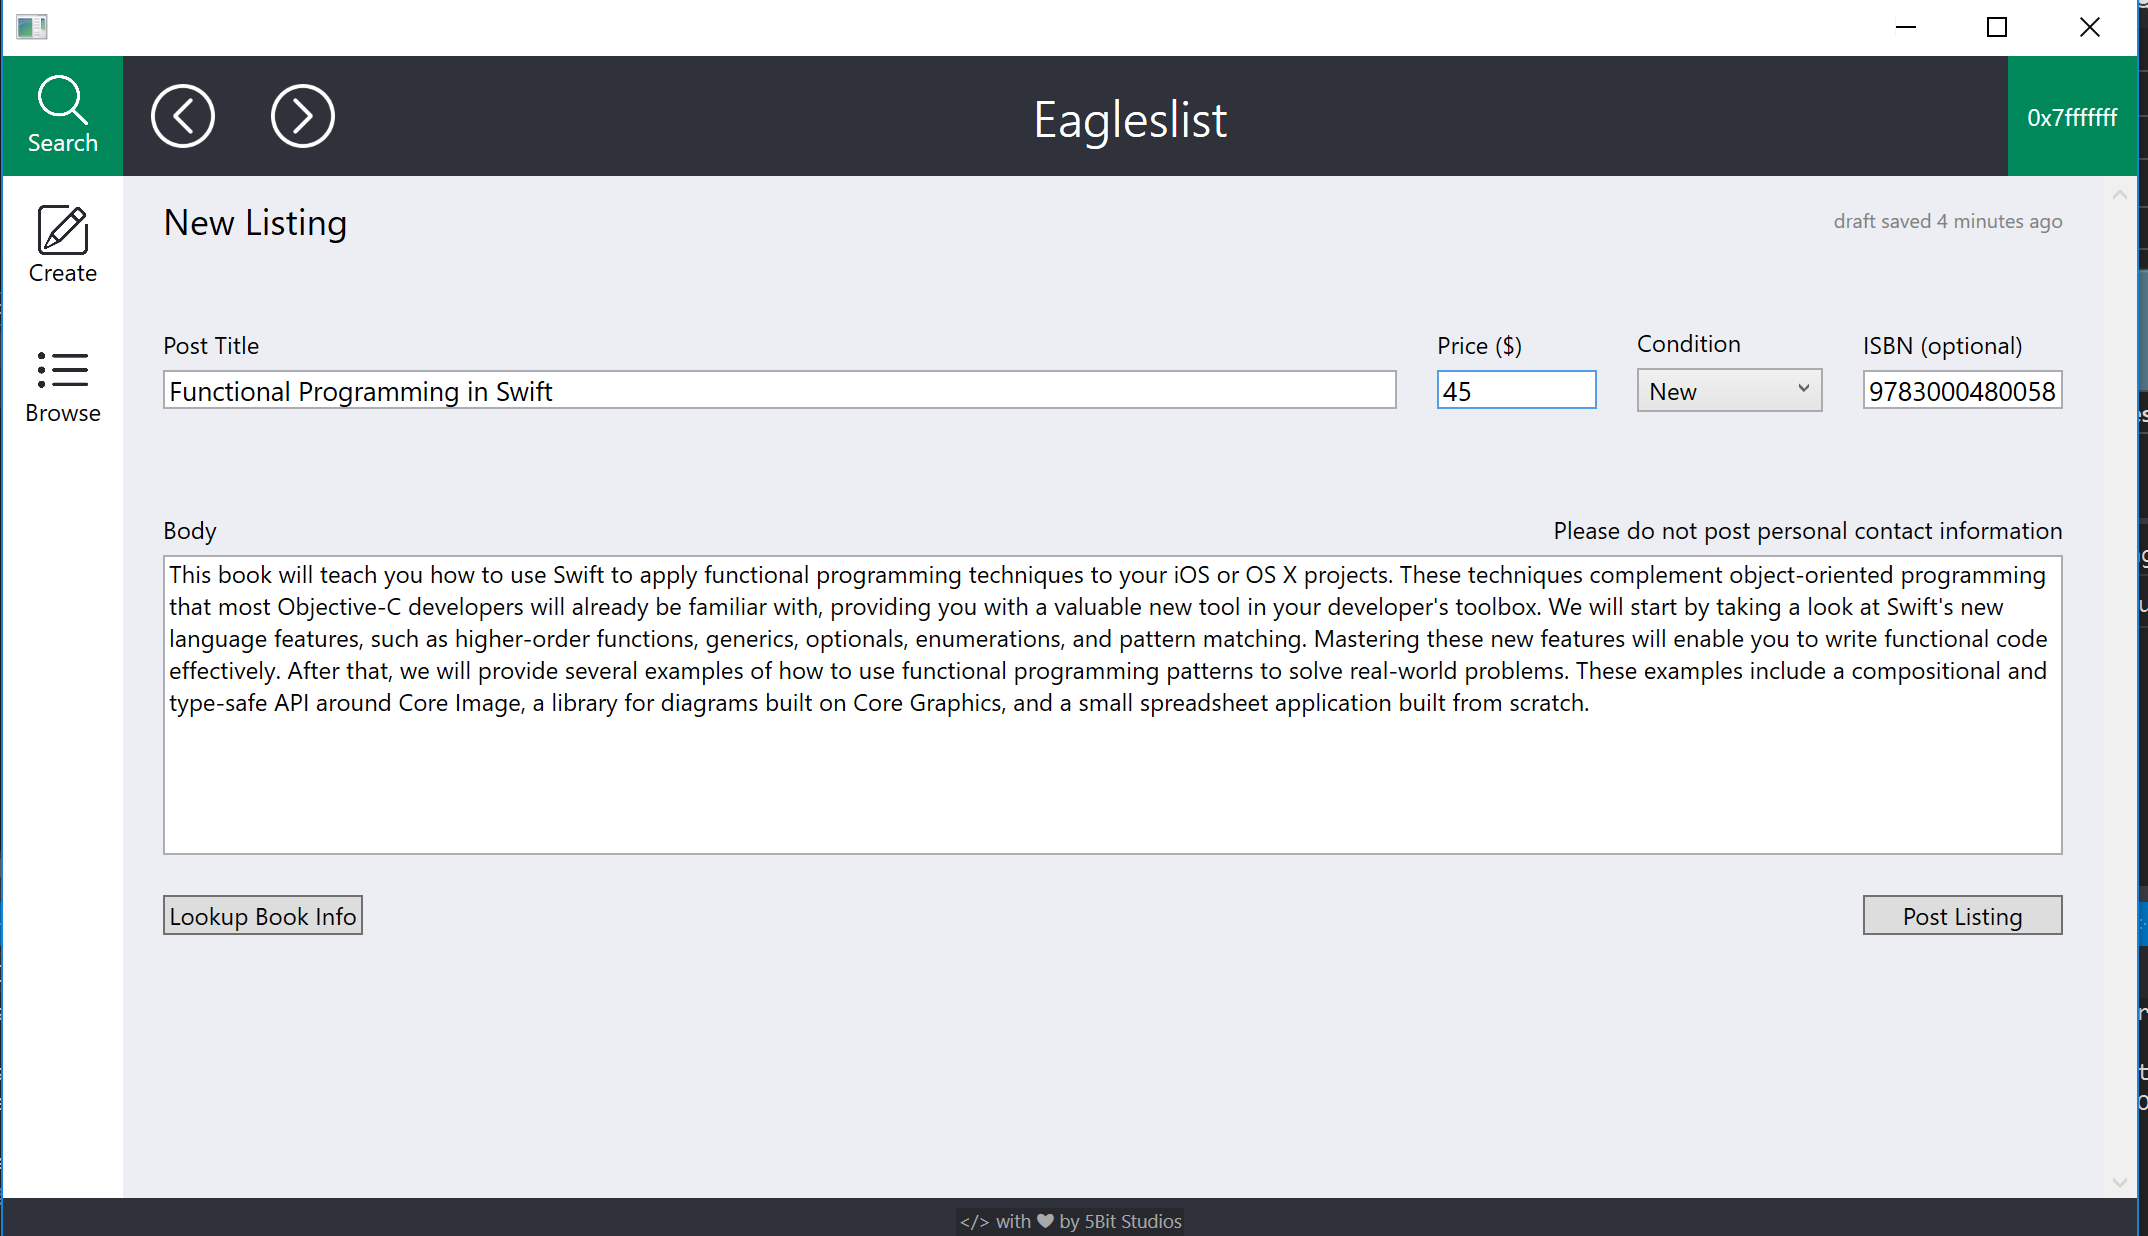 Search
Eagleslist
0x7fffffff
Create
Browse
New Listing
draft saved 4 minutes ago
Post Title
Price ($)
Condition
ISBN (optional)
Functional Programming in Swift
45
New
9783000480058
Body
Please do not post personal contact information
This book will teach you how to use Swift to apply functional programming techniques to your iOS or OS X projects. These techniques complement object-oriented programming
that most Objective-C developers will already be familiar with, providing you with a valuable new tool in your developer's toolbox. We will start by taking a look at Swift's new
language features, such as higher-order functions, generics, optionals, enumerations, and pattern matching. Mastering these new features will enable you to write functional code
effectively. After that, we will provide several examples of how to use functional programming patterns to solve real-world problems. These examples include a compositional and
type-safe API around Core Image, a library for diagrams built on Core Graphics, and a small spreadsheet application built from scratch.
Lookup Book Info
Post Listing
</> with ♥ by 5Bit Studios